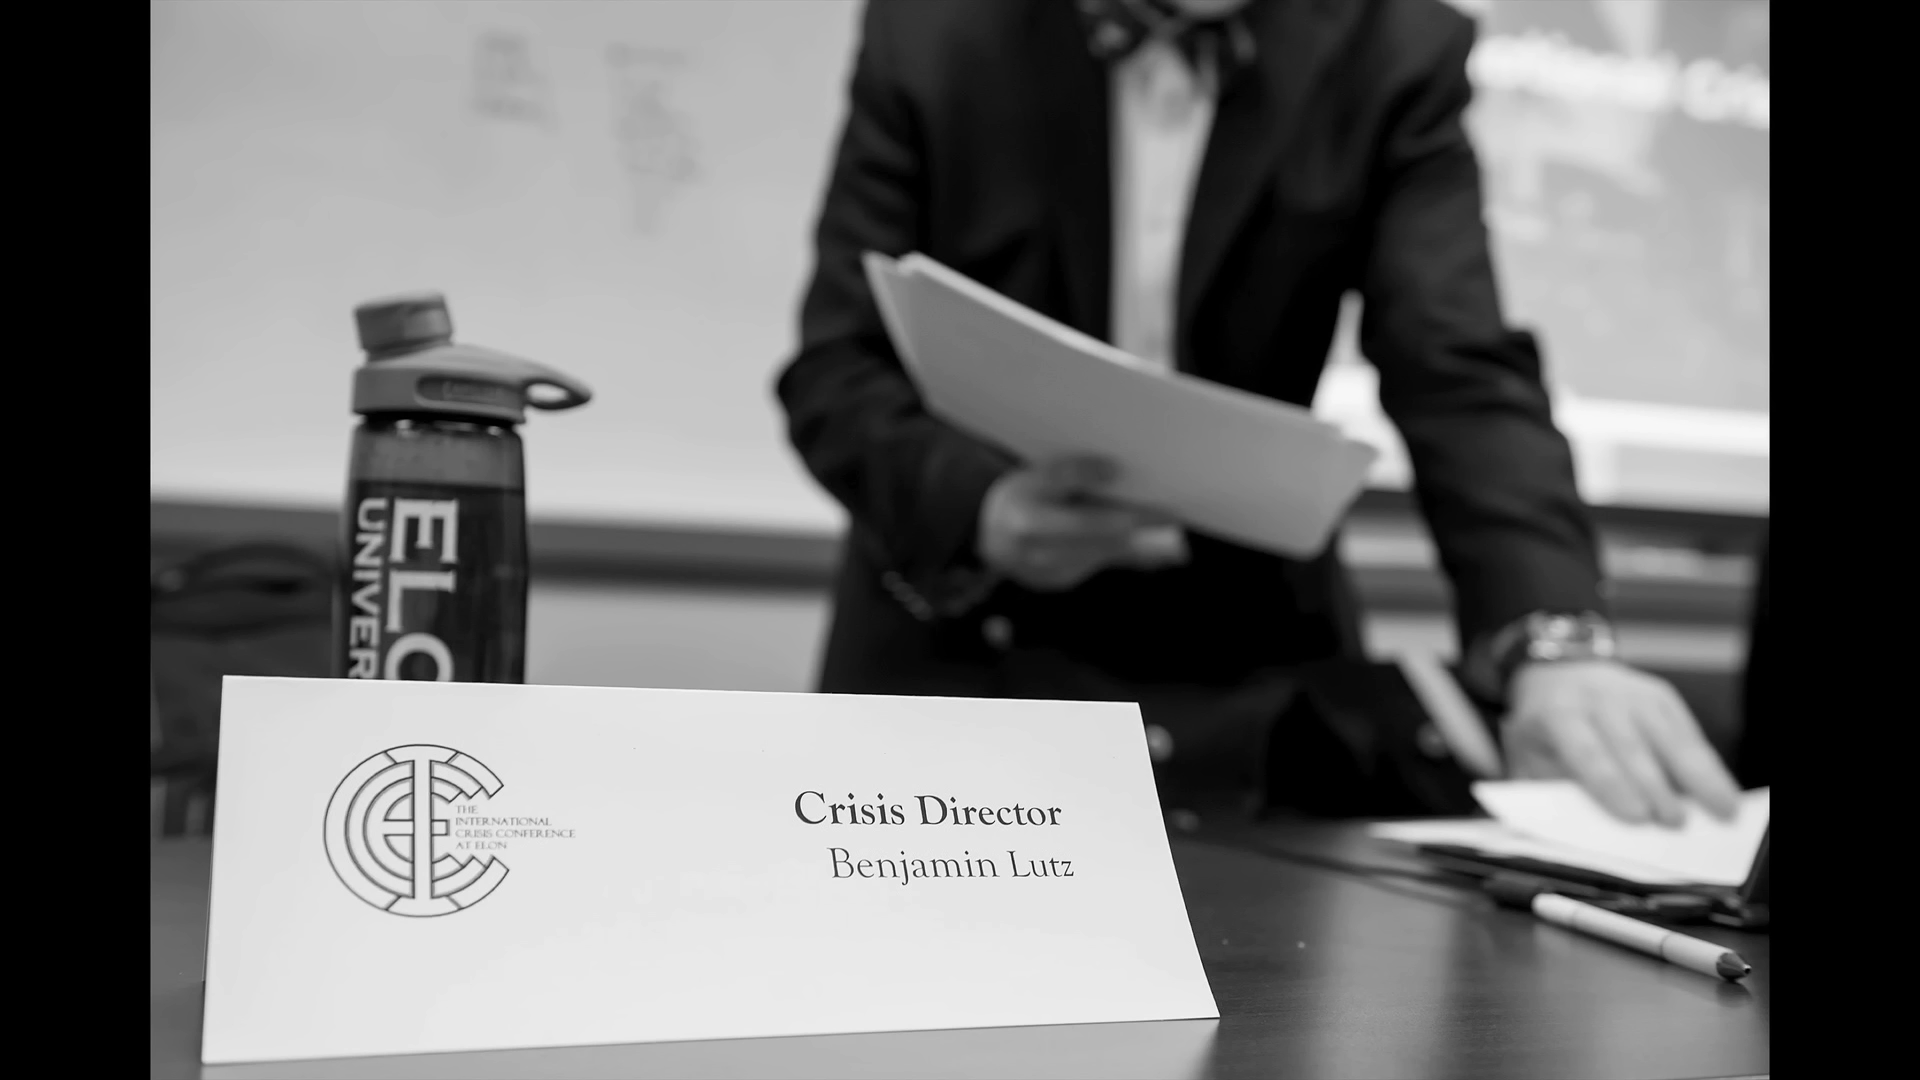 ELO
UNIVER
THE
INTERNATIONAL
CRISIS CONFERENCE
AT ELON
Crisis Director
Benjamin Lutz